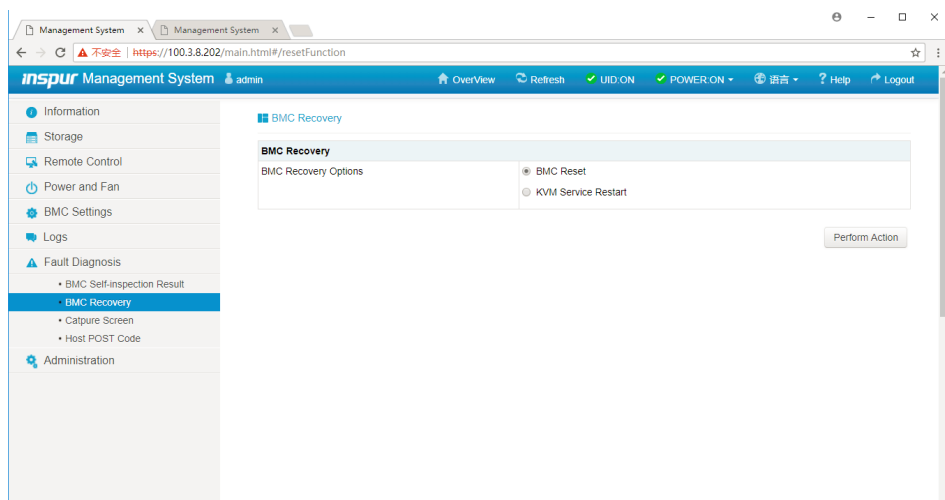 Management System
Management System
不安全 | https://100.3.8.202/main.html#/resetFunction
inspur Management System admin OverView Refresh UID:ON POWER:ON 语言 Help Logout
Information
Storage
Remote Control
Power and Fan
BMC Settings
Logs
Fault Diagnosis
• BMC Self-inspection Result
• BMC Recovery
• Catpure Screen
• Host POST Code
Administration
BMC Recovery
BMC Recovery
BMC Recovery Options
BMC Reset
KVM Service Restart
Perform Action